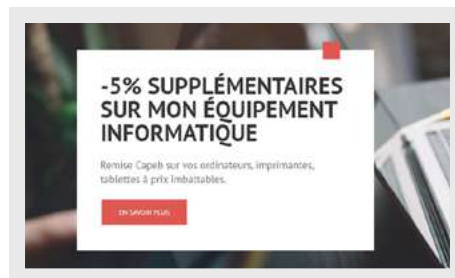 -5% SUPPLÉMENTAIRES
SUR MON ÉQUIPEMENT
INFORMATIQUE
Remise Capeb sur vos ordinateurs, imprimantes,
tablettes à prix imbattables.
EN SAVOIR PLUS